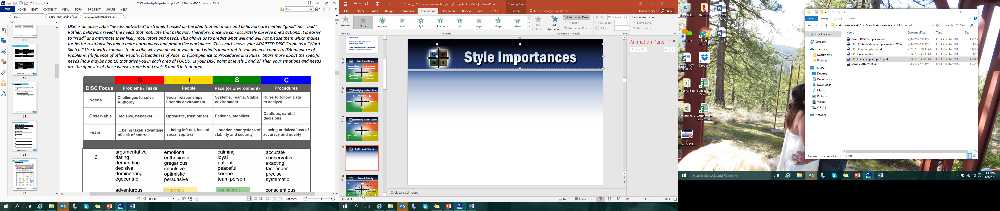 DISCLeadershipSampleReport.pdf - Foxit PhantomPDF Express for ASUS
FILE HOME EDIT COMMENT VIEW FORM PROTECT SHARE HELP
Find
Start DISC Report Debrief Gui... DISCLeadershipSampleRe...
Pages
11
12
13
14
15
DISC is an observable “needs-motivated” instrument based on the idea that emotions and behaviors are neither “good” nor “bad.”
Rather, behaviors reveal the needs that motivate that behavior. Therefore, once we can accurately observe one's actions, it is easier
to “read” and anticipate their likely motivators and needs. This allows us to predict what will and will not please them which makes
for better relationships and a more harmonious and productive workplace! This chart shows your ADAPTED DISC Graph as a “Word
Sketch.” Use it with examples to describe why you do what you do and what's important to you when it comes to (D)ominance of
Problems, (I)nfluence of other People, (S)teadiness of Pace, or (C)ompliance to Procedures and Rules. Share more about the specific
needs (now maybe habits) that drive you in each area of FOCUS. Is your DISC point at levels 1 and 2? Then your emotions and needs
are the opposite of those whose graph is at Levels 5 and 6 in that area.
D I S C
DISC Focus Problems / Tasks People Pace (or Environment) Procedures
Needs
Challenges to solve,
Authority
Social relationships,
Friendly environment
Systems, Teams, Stable
environment
Rules to follow, Data
to analyze
Observable
Decisive, risk-taker
Optimistic, trust others
Patience, stabilizer
Cautious, careful
decisions
Fears
... being taken advantage
of/lack of control
... being left out, loss of
social approval
... sudden change/loss of
stability and security
... being criticized/loss of
accuracy and quality
6
argumentative
daring
demanding
decisive
domineering
egocentric
emotional
enthusiastic
gregarious
impulsive
optimistic
persuasive
calming
loyal
patient
peaceful
serene
team person
accurate
conservative
exacting
fact-finder
precise
systematic
adventurous charming consistent conscientious
15 / 50
168.00%
2 hour_DISCTrainingPresentation_6.16 [Compatibility Mode] - PowerPoint
Drawing Tools
File Home Insert Design Transitions Animations Slide Show Review View Foxit PDF Format Tell me what you want to do
Jennifer Larsen Share
Preview
Preview
None Appear Fade Fly In Float In Split Wipe Shape Wheel
Animation
Effect
Options
Add
Animation
Animation Pane
Trigger
Animation Painter
Advanced Animation
Start: With Previous
Duration:
Delay:
Timing
Reorder Animation
Move Earlier
Move Later
5
Four Core Styles
6
Identifying the Four Styles
7
Identifying the Four Styles
8
Style Importances
9
Pace & Priority
C D
S I
Style Importances
8
Animation Pane
Play All
Click to add notes
Slide 8 of 27
Notes Comments
87%
Recycle Bin
join.me
DISC_MOT
CARD VS2
Personal Files
Assessmen...
2
hour_DISCT...
Shortcuts
Google
Chrome
Dropbox
Budget 2016
- Shortcut
Certification
List - Asses...
A24X7
Library
Stuff to Note
DISC Samples
File Home Share View
Assessments24X7 Sample Assessments DISC Samples
Search DISC Sam...
Quick access
Dropbox
OneDrive
Documents
Pictures
This PC
Desktop
Documents
Downloads
Music
Pictures
Videos
OS (C:)
Network
Name Date modified Type Size
Coach DISC Sample Report 2/4/2016 2:30 PM Foxit PhantomPD... 1,720 K
DISC Collaboration Sample Report [21294... 2/4/2016 2:30 PM Foxit PhantomPD... 888 K
DISC Plus Sample Report 4/25/2016 10:35 AM Foxit PhantomPD... 2,429 K
DISCCollaboration 3/14/2016 4:13 PM Foxit PhantomPD... 888 K
DISCLeadershipSampleReport 3/14/2016 4:08 PM Foxit PhantomPD... 1,754 K
Sample Athlete DISC 2/4/2016 2:29 PM Foxit PhantomPD... 1,747 K
6 items 1 item selected 1.71 MB
Search the web and Windows
1:17 PM
6/1/2016